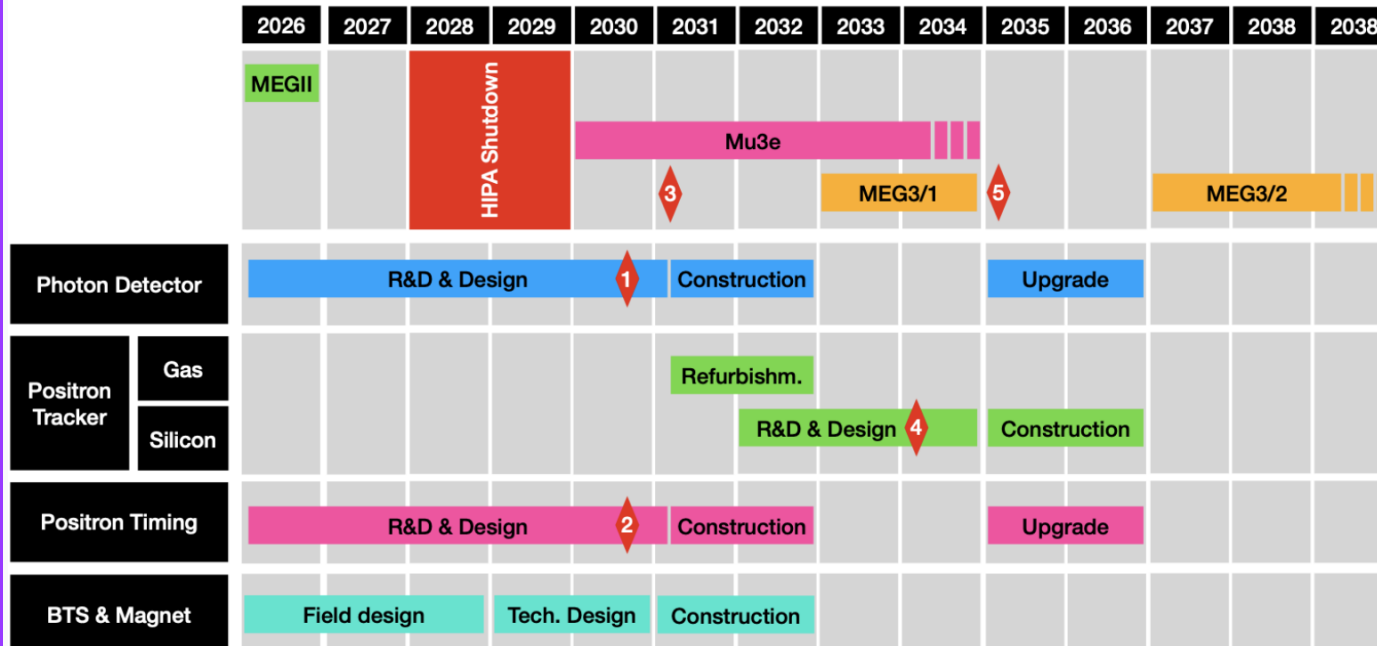 2026 2027 2028 2029 2030 2031 2032 2033 2034 2035 2036 2037 2038 2038
MEGII
HIPA Shutdown
Mu3e
3 MEG3/1 5 MEG3/2
Photon Detector R&D & Design 1 Construction Upgrade
Positron
Tracker
Gas Refurbishm.
Silicon R&D & Design 4 Construction
Positron Timing R&D & Design 2 Construction Upgrade
BTS & Magnet Field design Tech. Design Construction